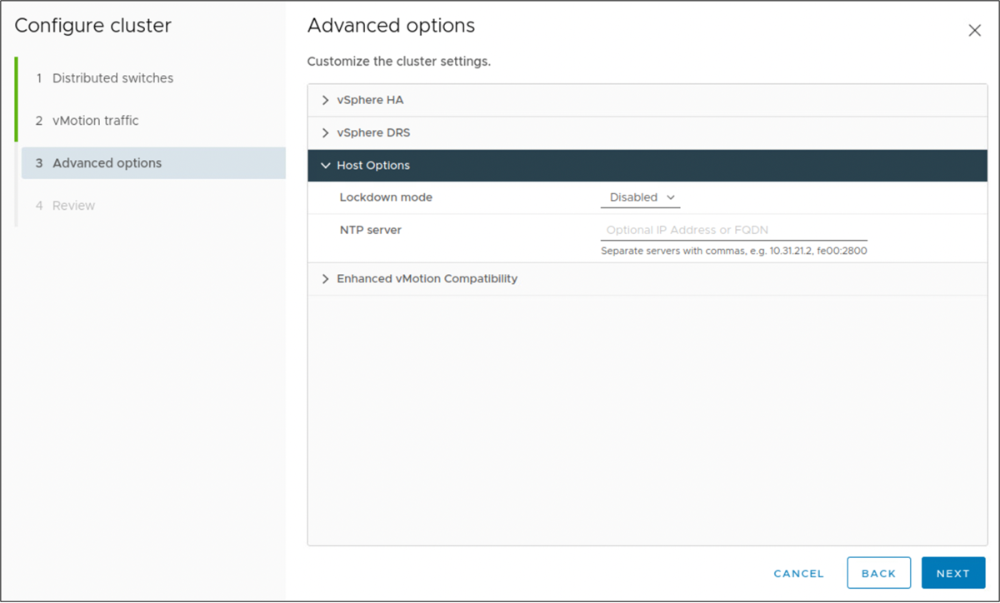 Configure cluster
1 Distributed switches
2 vMotion traffic
3 Advanced options
4 Review
Advanced options
Customize the cluster settings.
vSphere HA
vSphere DRS
Host Options
Lockdown mode Disabled
NTP server Optional IP Address or FQDN
Separate servers with commas, e.g. 10.31.21.2, fe00:2800
Enhanced vMotion Compatibility
CANCEL BACK NEXT